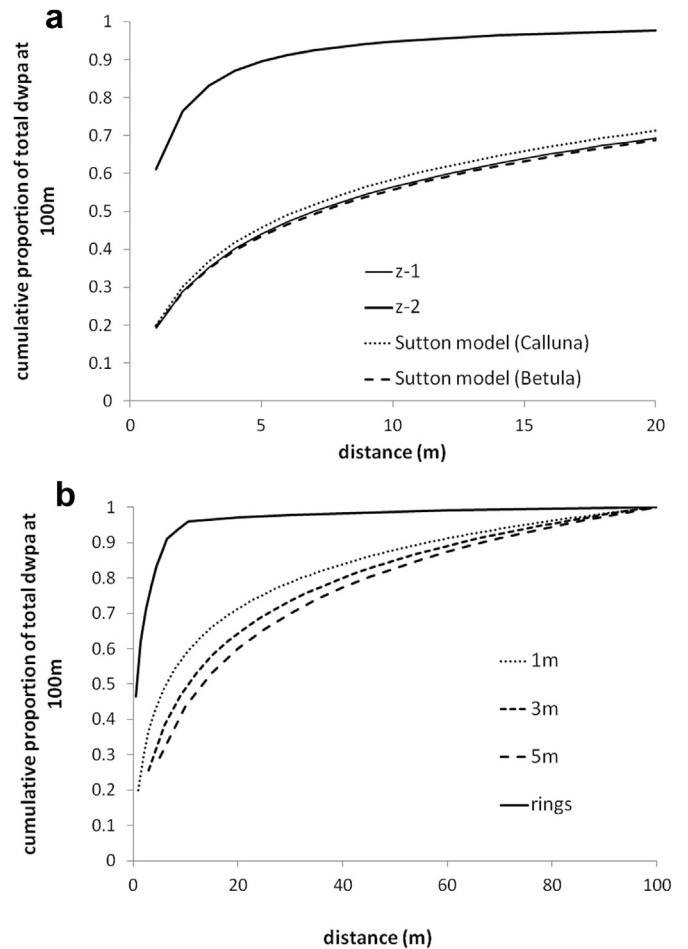 a
cumulative proportion of total dwpa at
100m
1
0.9
0.8
0.7
0.6
0.5
0.4
0.3
0.2
0.1
0
0 5 10 15 20
distance (m)
z-1
z-2
Sutton model (Calluna)
Sutton model (Betula)
b
cumulative proportion of total dwpa at
100m
1
0.9
0.8
0.7
0.6
0.5
0.4
0.3
0.2
0.1
0
0 20 40 60 80 100
distance (m)
1m
3m
5m
rings